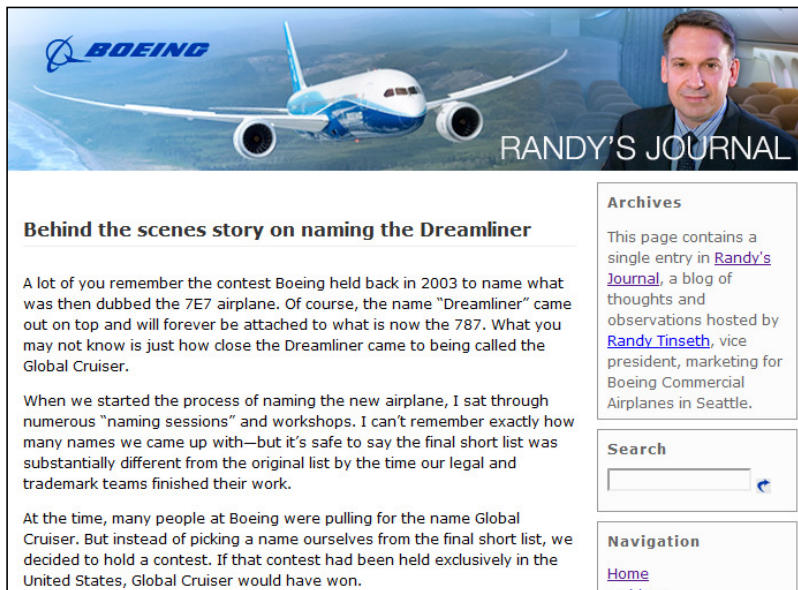 BOEING
RANDY'S JOURNAL
Behind the scenes story on naming the Dreamliner
A lot of you remember the contest Boeing held back in 2003 to name what
was then dubbed the 7E7 airplane. Of course, the name “Dreamliner” came
out on top and will forever be attached to what is now the 787. What you
may not know is just how close the Dreamliner came to being called the
Global Cruiser.
When we started the process of naming the new airplane, I sat through
numerous “naming sessions” and workshops. I can’t remember exactly how
many names we came up with—but it’s safe to say the final short list was
substantially different from the original list by the time our legal and
trademark teams finished their work.
At the time, many people at Boeing were pulling for the name Global
Cruiser. But instead of picking a name ourselves from the final short list, we
decided to hold a contest. If that contest had been held exclusively in the
United States, Global Cruiser would have won.
Archives
This page contains a
single entry in Randy's
Journal, a blog of
thoughts and
observations hosted by
Randy Tinseth, vice
president, marketing for
Boeing Commercial
Airplanes in Seattle.
Search
Navigation
Home